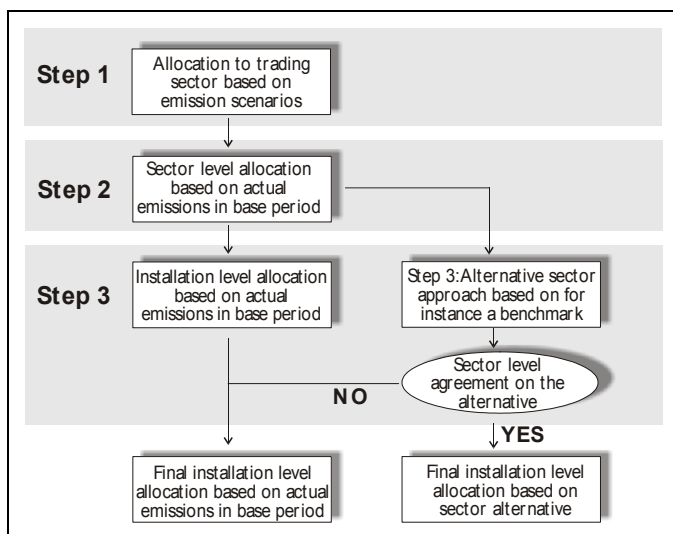 Step 1
Allocation to trading
sector based on
emission scenarios
Step 2
Sector level allocation
based on actual
emissions in base period
Step 3
Installation level allocation
based on actual
emissions in base period
Step 3:Alternative sector
approach based on for
instance a benchmark
Sector level
agreement on the
alternative
NO
YES
Final installation level
allocation based on actual
emissions in base period
Final installation level
allocation based on
sector alternative